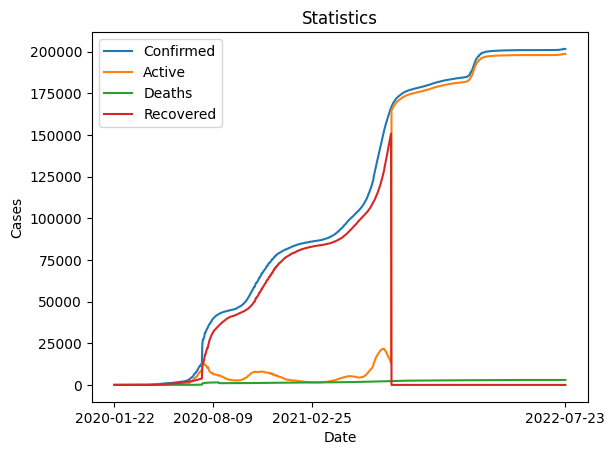 Statistics
Confirmed
Active
Deaths
Recovered
200000
175000
150000
125000
100000
75000
50000
25000
0
Cases
2020-01-22 2020-08-09 2021-02-25 2022-07-23
Date